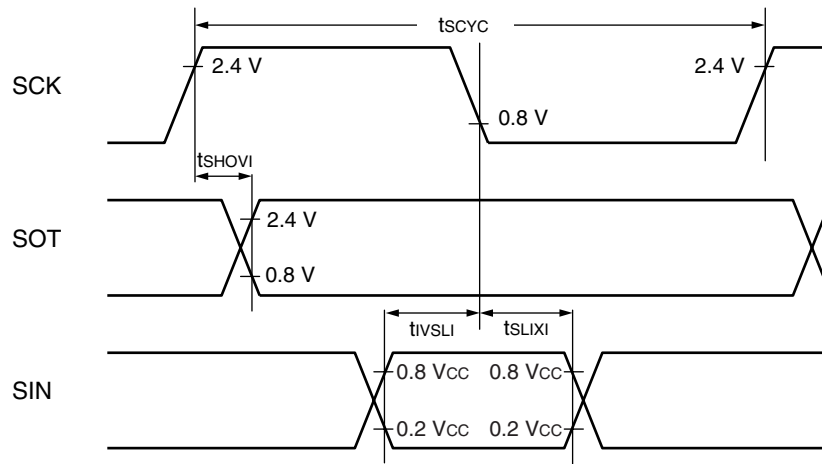 tSCYC
SCK
2.4 V
2.4 V
0.8 V
tSHOVI
SOT
2.4 V
0.8 V
tIVSLI
tSLIXI
SIN
0.8 VCC
0.8 VCC
0.2 VCC
0.2 VCC